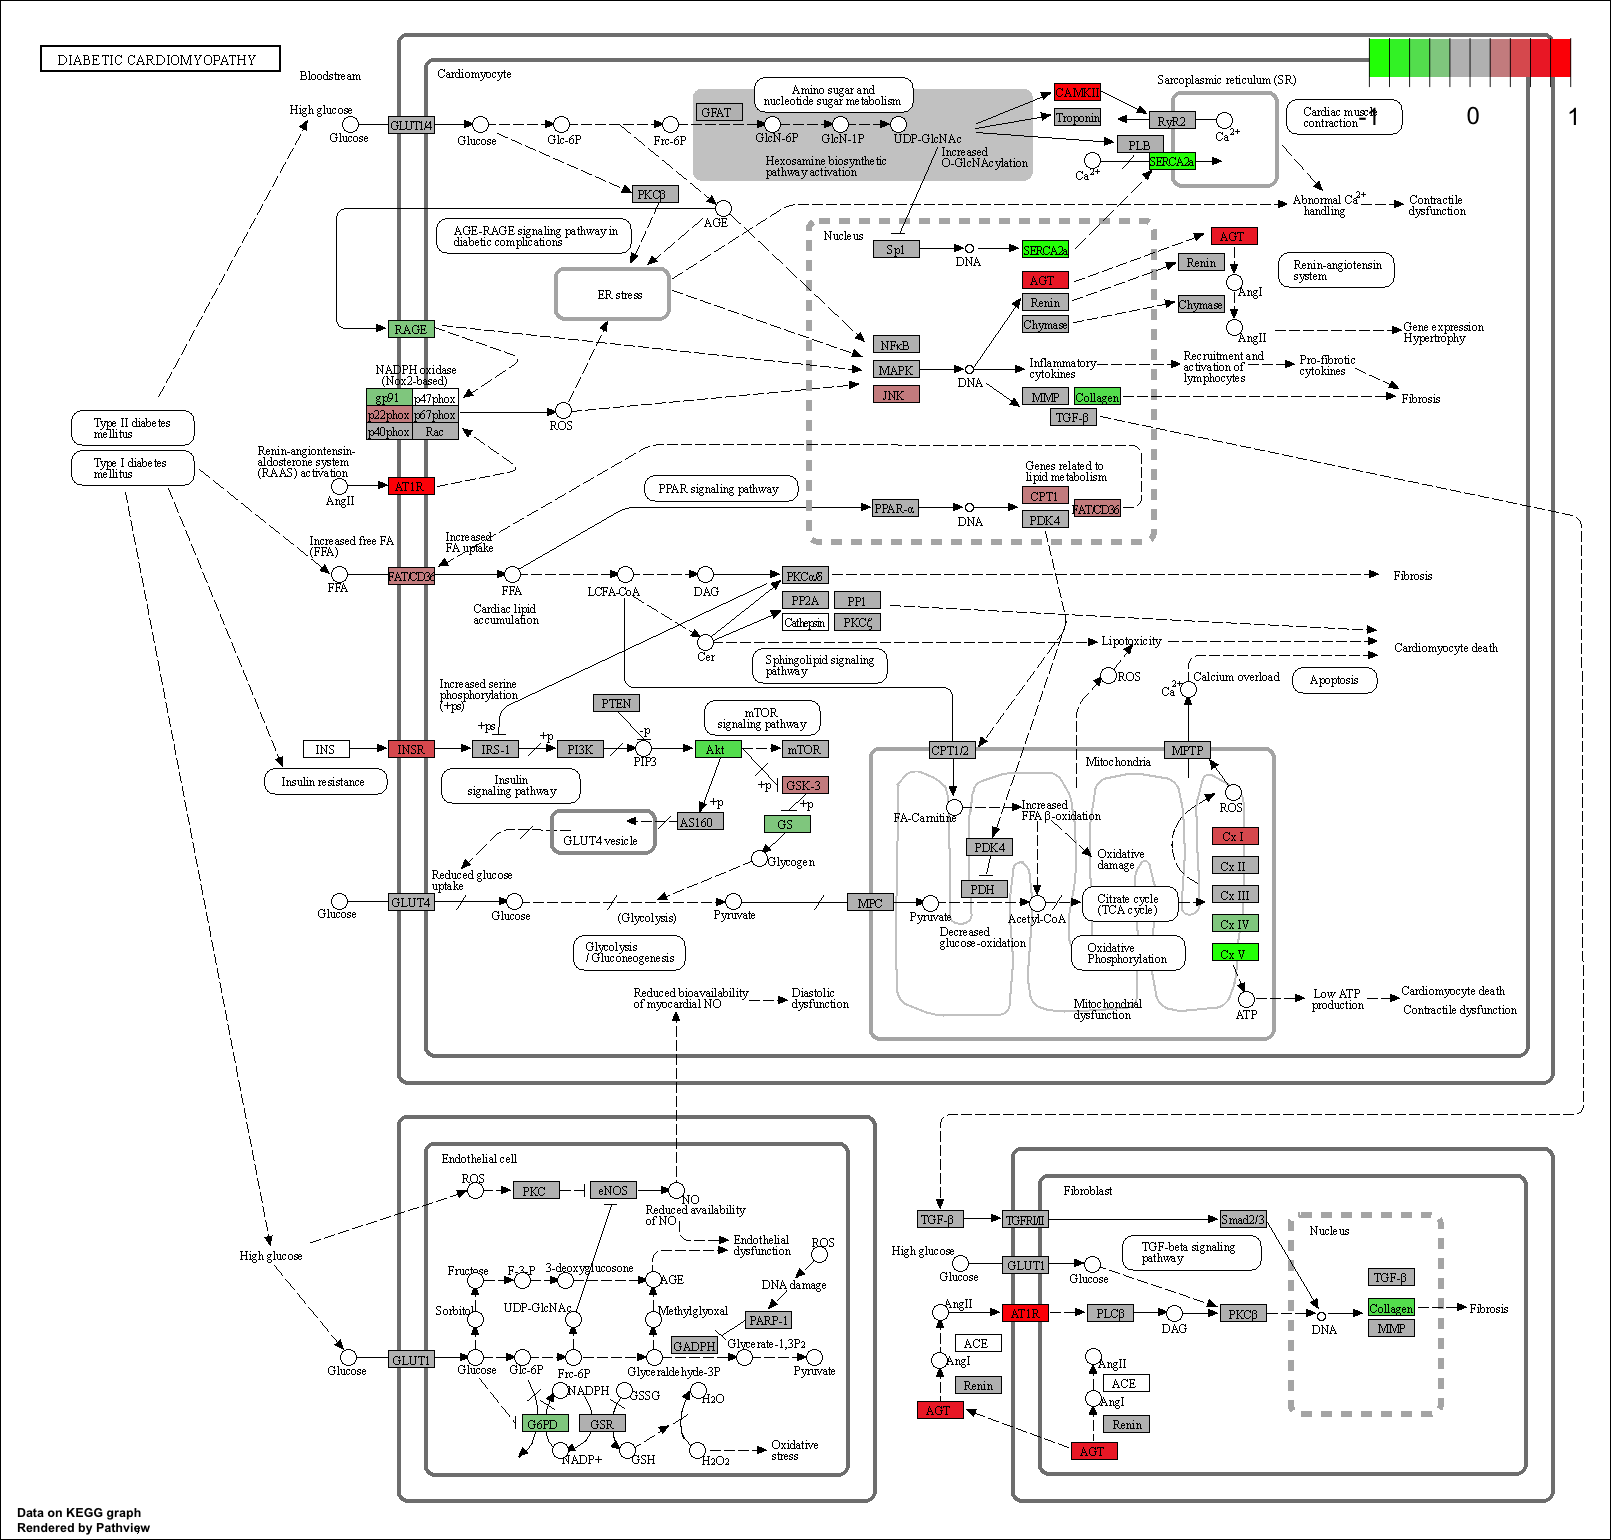 DIABETIC CARDIOMYOPATHY
Bloodstream
Cardiomyocyte
-1
0
1
High glucose
Glucose
GLUT1/4
Glucose
Glc-6P
Frc-6P
GFAT
Amino sugar and
nucleotide sugar metabolism
GlcN-6P
GlcN-1P
UDP-GlcNAc
Hexosamine biosynthetic
pathway activation
Increased
O-GlcNAcylation
CAMKII
Troponin
PLB
RyR2
SERCA2a
Ca2+
Ca2+
Sarcoplasmic reticulum (SR)
Cardiac muscle
contraction
Abnormal Ca2+
handling
Contractile
dysfunction
PKCβ
AGE
AGE-RAGE signaling pathway in
diabetic complications
ER stress
Nucleus
Sp1
DNA
SERCA2a
AGT
Renin
Chymase
AGT
Renin
Chymase
AngI
AngII
Renin-angiotensin
system
Gene expression
Hypertrophy
RAGE
NADPH oxidase
(Nox2-based)
gp91
p47phox
p22phox
p67phox
p40phox
Rac
ROS
NFκB
MAPK
JNK
DNA
Inflammatory
cytokines
Recruitment and
activation of
lymphocytes
Pro-fibrotic
cytokines
MMP
Collagen
TGF-β
Fibrosis
Type II diabetes
mellitus
Type I diabetes
mellitus
Renin-angiontensin-
aldosterone system
(RAAS) activation
AngII
AT1R
PPAR signaling pathway
PPAR-α
DNA
Genes related to
lipid metabolism
CPT1
FAT/CD36
PDK4
Increased free FA
(FFA)
FFA
FAT/CD36
Increased
FA uptake
FFA
Cardiac lipid
accumulation
LCFA-CoA
DAG
PKCα/δ
PP2A
PP1
Cathepsin
PKCζ
Cer
Sphingolipid signaling
pathway
Fibrosis
Lipotoxicity
Cardiomyocyte death
ROS
Ca2+
Calcium overload
Apoptosis
Increased serine
phosphorylation
(+ps)
+ps
INS
INSR
IRS-1
+p
PI3K
PTEN
-p
PIP3
Akt
mTOR
mTOR
signaling pathway
GSK-3
+p
+p
+p
GS
AS160
Insulin resistance
Insulin
signaling pathway
GLUT4 vesicle
Reduced glucose
uptake
Glycogen
CPT1/2
MPTP
Mitochondria
FA-Carnitine
Increased
FFA β-oxidation
Oxidative
damage
ROS
PDK4
PDH
Cx I
Cx II
Cx III
Cx IV
Cx V
Glucose
GLUT4
Glucose
(Glycolysis)
Pyruvate
MPC
Pyruvate
Acetyl-CoA
Citrate cycle
(TCA cycle)
Decreased
glucose-oxidation
Oxidative
Phosphorylation
Glycolysis
/ Gluconeogenesis
Mitochondrial
dysfunction
ATP
Low ATP
production
Cardiomyocyte death
Contractile dysfunction
Reduced bioavailability
of myocardial NO
Diastolic
dysfunction
Endothelial cell
ROS
PKC
eNOS
NO
Reduced availability
of NO
Endothelial
dysfunction
High glucose
Fructose
F-3-P
3-deoxyglucosone
AGE
ROS
DNA damage
Sorbitol
UDP-GlcNAc
Methylglyoxal
PARP-1
GADPH
Glycerate-1,3P2
Glucose
GLUT1
Glucose
Glc-6P
Frc-6P
Glyceraldehyde-3P
Pyruvate
NADPH
GSSG
H2O
G6PD
GSR
NADP+
GSH
H2O2
Oxidative
stress
Fibroblast
TGF-β
TGFRI/II
Smad2/3
Nucleus
High glucose
Glucose
GLUT1
Glucose
TGF-beta signaling
pathway
TGF-β
Collagen
MMP
Fibrosis
AngII
AT1R
PLCβ
DAG
PKCβ
DNA
ACE
AngI
Renin
AGT
AngII
ACE
AngI
Renin
AGT
Data on KEGG graph
Rendered by Pathview